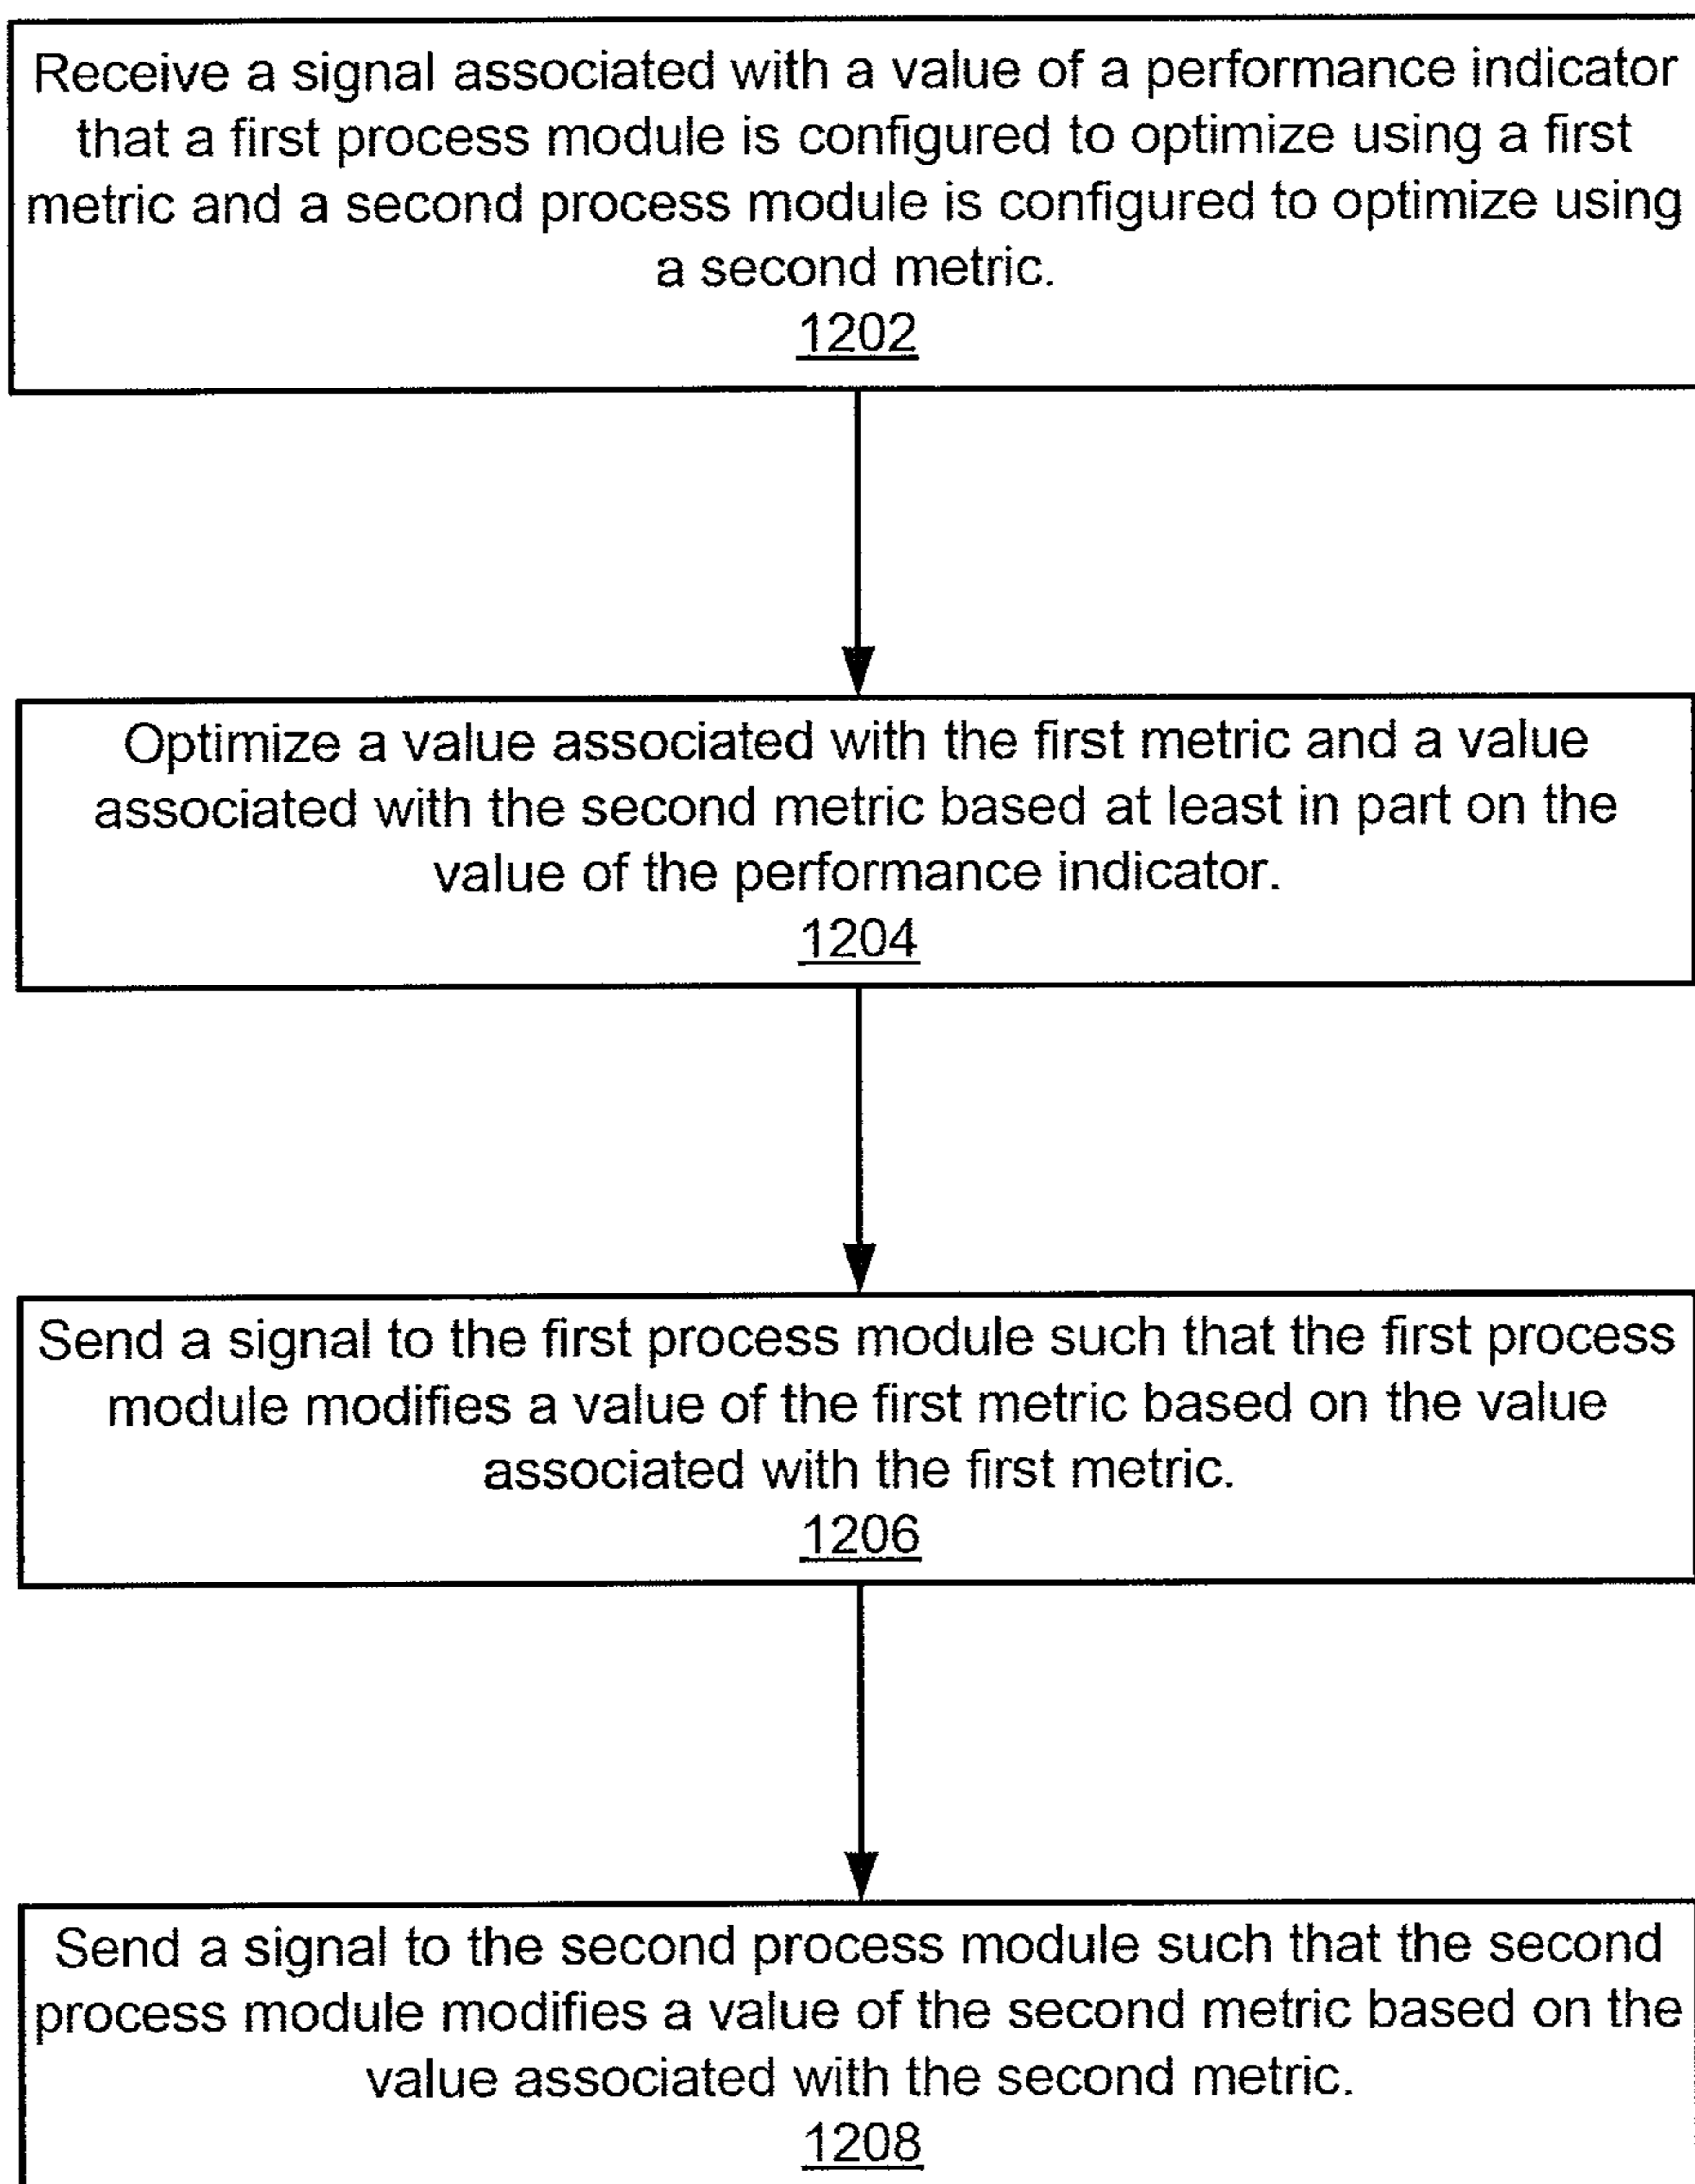 Receive a signal associated with a value of a performance indicator
that a first process module is configured to optimize using a first
metric and a second process module is configured to optimize using
a second metric.
1202
Optimize a value associated with the first metric and a value
associated with the second metric based at least in part on the
value of the performance indicator.
1204
Send a signal to the first process module such that the first process
module modifies a value of the first metric based on the value
associated with the first metric.
1206
Send a signal to the second process module such that the second
process module modifies a value of the second metric based on the
value associated with the second metric.
1208